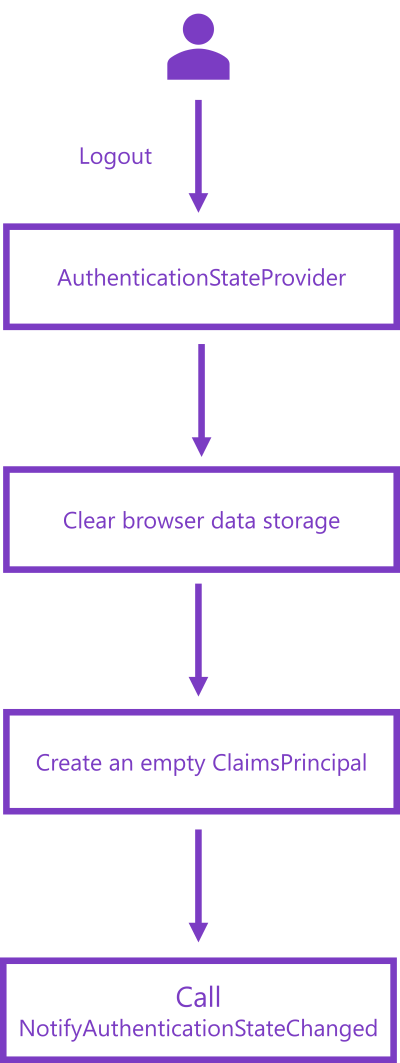 Logout
AuthenticationStateProvider
Clear browser data storage
Create an empty ClaimsPrincipal
Call
NotifyAuthenticationStateChanged